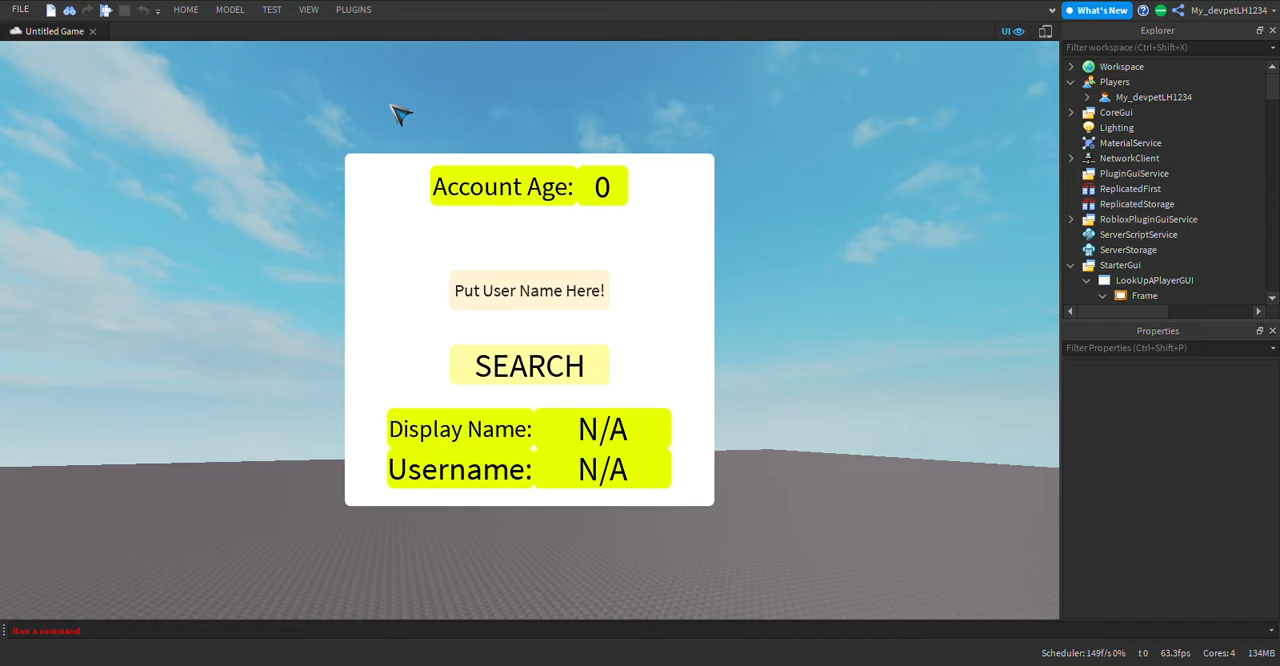 FILE HOME MODEL TEST VIEW PLUGINS What's New My_devpetLH1234
Untitled Game UI Explorer
Filter workspace (Ctrl+Shift+X)
Workspace
Players
My_devpetLH1234
CoreGui
Lighting
MaterialService
NetworkClient
PluginGuiService
ReplicatedFirst
ReplicatedStorage
RobloxPluginGuiService
ServerScriptService
ServerStorage
StarterGui
LookUpAPlayerGUI
Frame
Properties
Filter Properties (Ctrl+Shift+P)
Account Age: 0
Put User Name Here!
SEARCH
Display Name: N/A
Username: N/A
Run a command
Scheduler: 149f/s 0% t 0 63.3fps Cores: 4 134MB